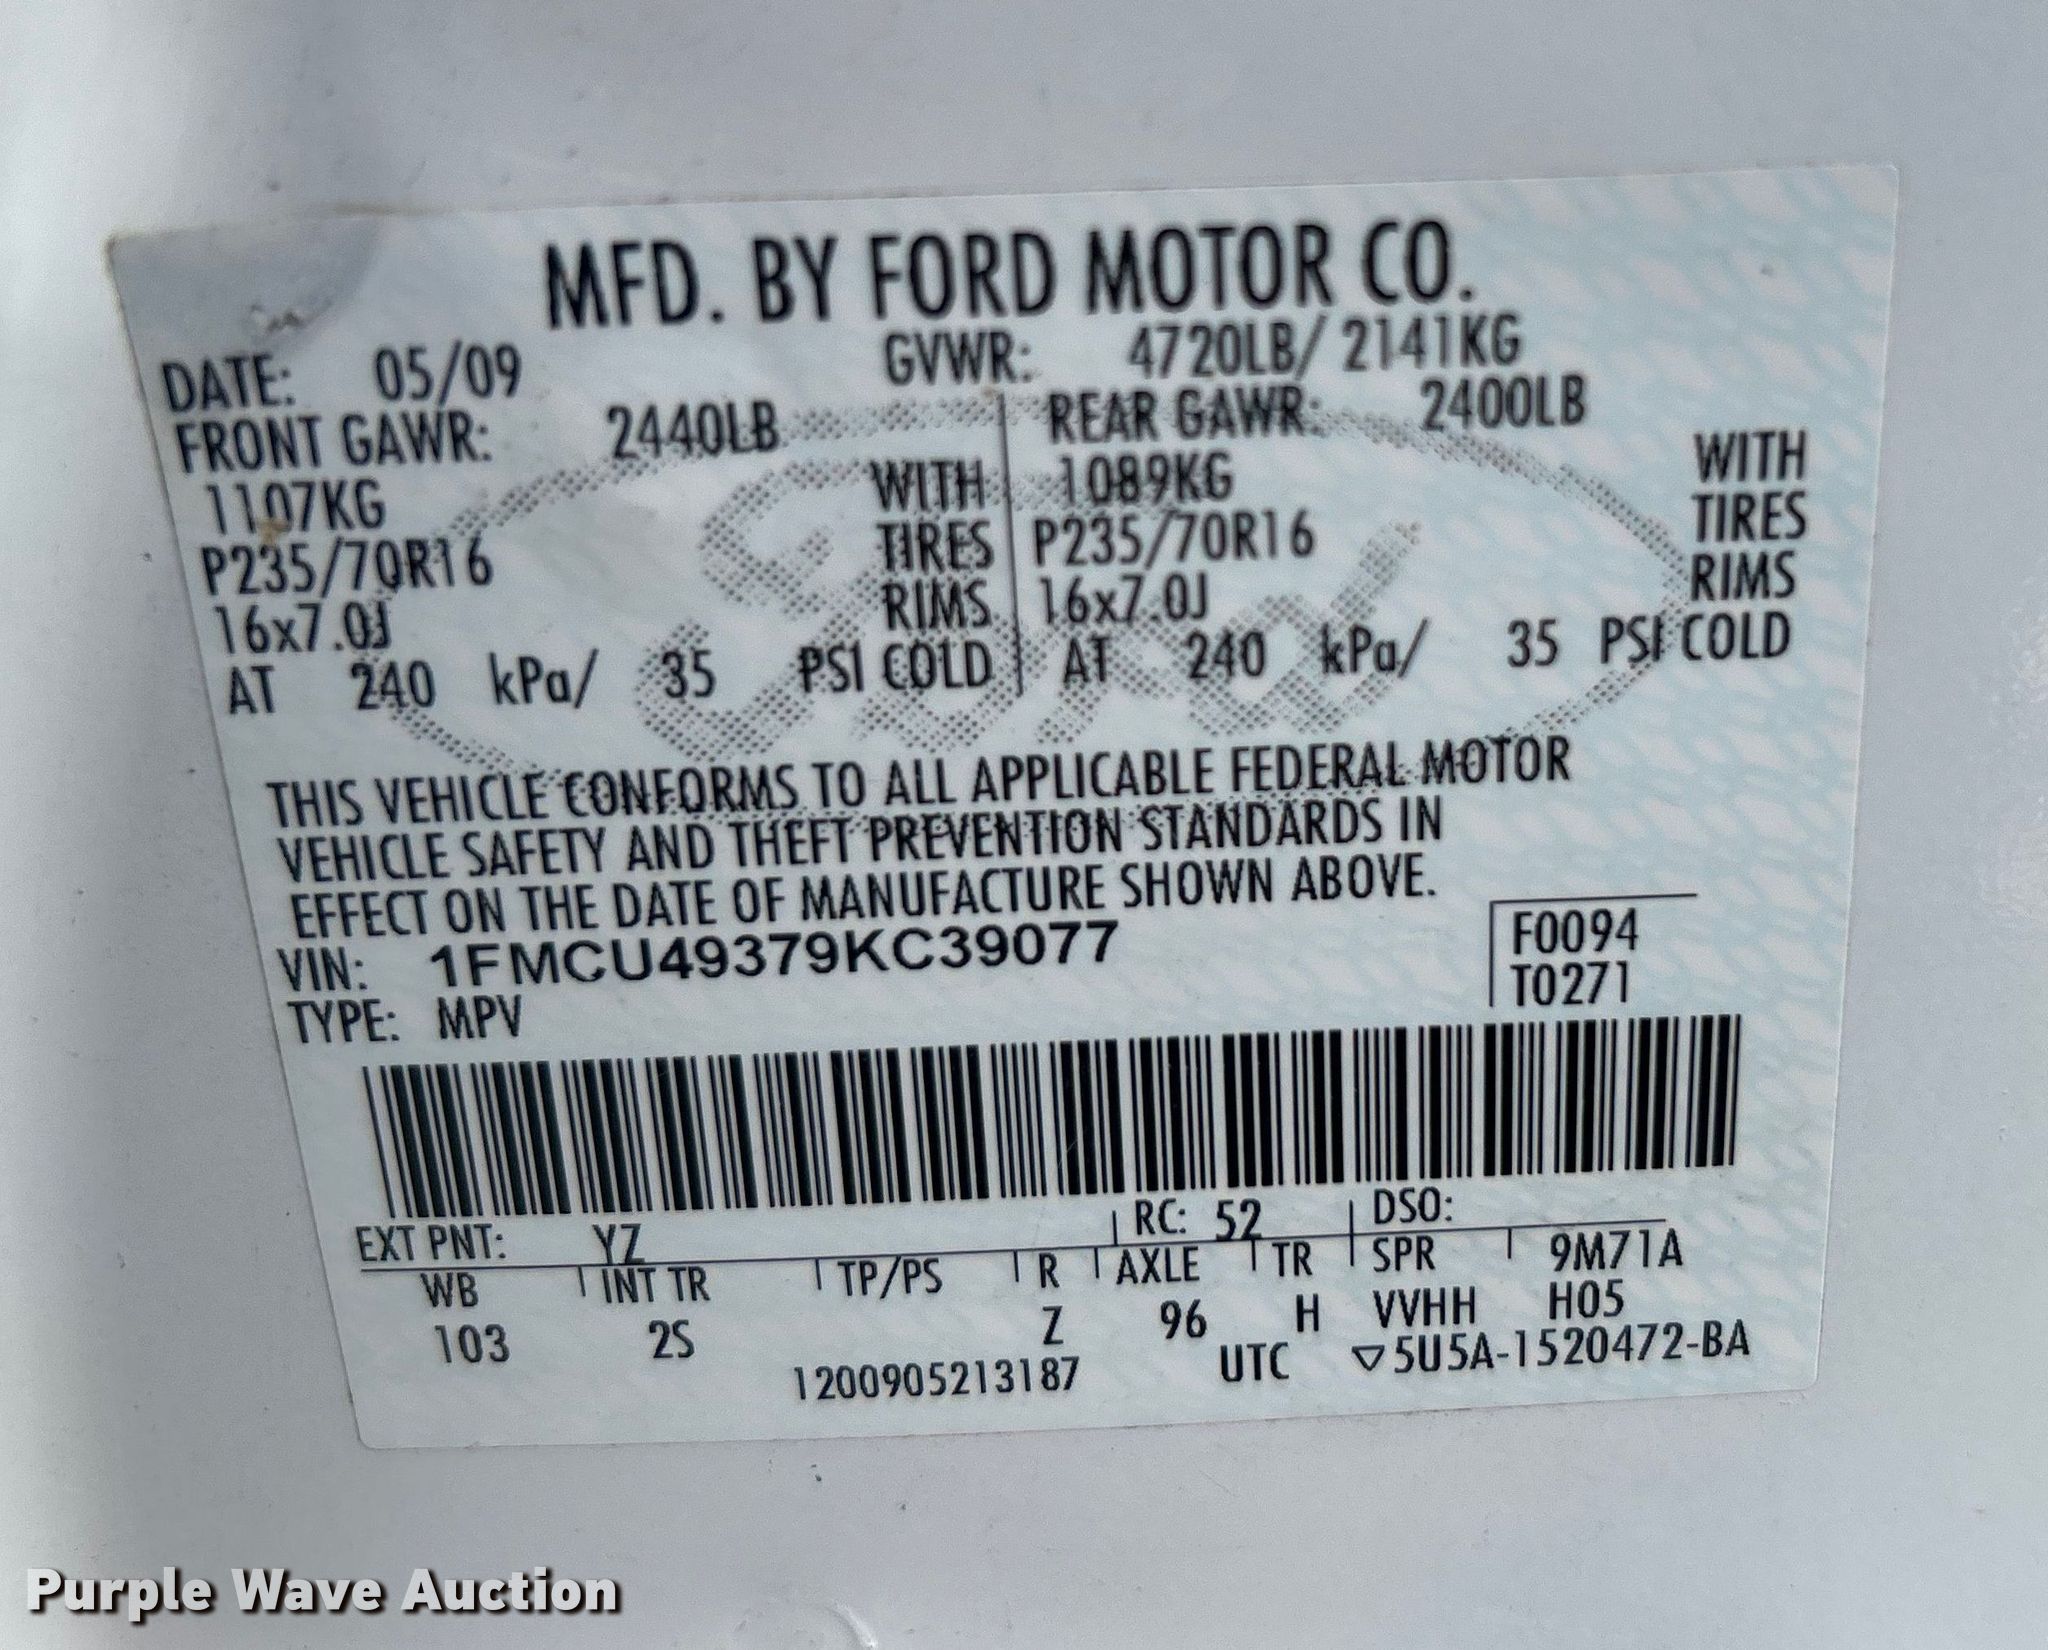 MFD. BY FORD MOTOR CO.
DATE: 05/09 GVWR: 4720LB/ 2141KG
FRONT GAWR: 2440LB REAR GAWR: 2400LB
1107KG WITH 1089KG WITH
P235/70R16 TIRES P235/70R16 TIRES
16x7.0J RIMS 16x7.0J RIMS
AT 240 kPa/ 35 PSI COLD AT 240 kPa/ 35 PSI COLD
Ford
THIS VEHICLE CONFORMS TO ALL APPLICABLE FEDERAL MOTOR
VEHICLE SAFETY AND THEFT PREVENTION STANDARDS IN
EFFECT ON THE DATE OF MANUFACTURE SHOWN ABOVE.
VIN: 1FMCU49379KC39077 F0094
TYPE: MPV T0271
EXT PNT: YZ RC: 52 DSO:
WB INT TR TP/PS R AXLE TR SPR 9M71A
103 2S Z 96 H VVHH H05
1200905213187 UTC ▽5U5A-1520472-BA
Purple Wave Auction